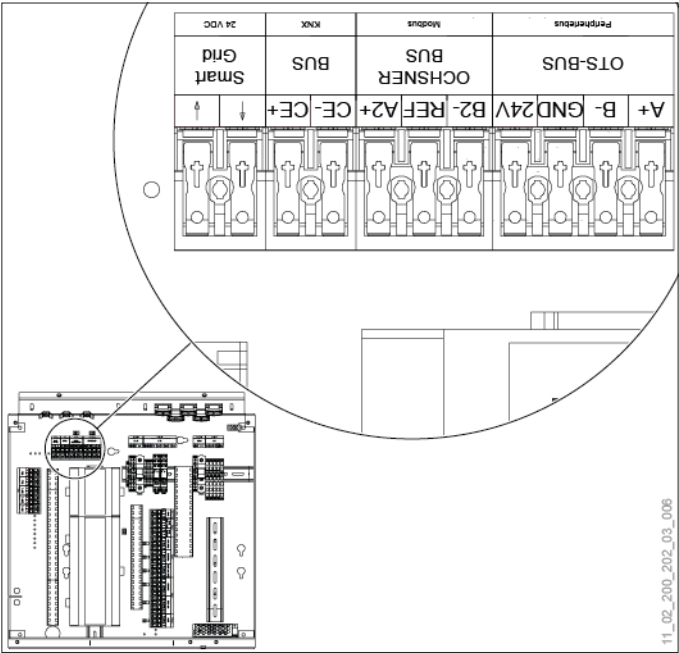 A+ B- GND 24V B2- REF A2+ CE- CE+ ↑ ↓
OTS-BUS
OCHSNER
BUS
BUS
Smart
Grid
Peripheriebus
Modbus
KNX
24 VDC
11_02_200_202_03_006